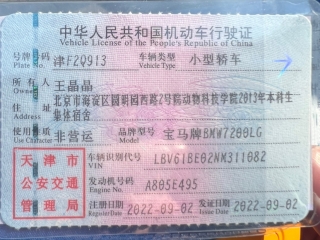 中华人民共和国机动车行驶证
Vehicle License of the People's Republic of China
号牌号码 津FZQ913 车辆类型 小型轿车
Plate No. Vehicle Type
所有人 王晶晶
Owner
住址 北京市海淀区圆明园西路2号院动物科技学院2013年本科生集体宿舍
Address
使用性质 非营运 品牌型号 宝马牌BMW7200LG
Use Character Model
天津市公安交通管理局
车辆识别代号 LBV61BE02NM311082
VIN
发动机号码 A805E495
Engine No.
注册日期 2022-09-02 发证日期 2022-09-02
Register Date Issue Date